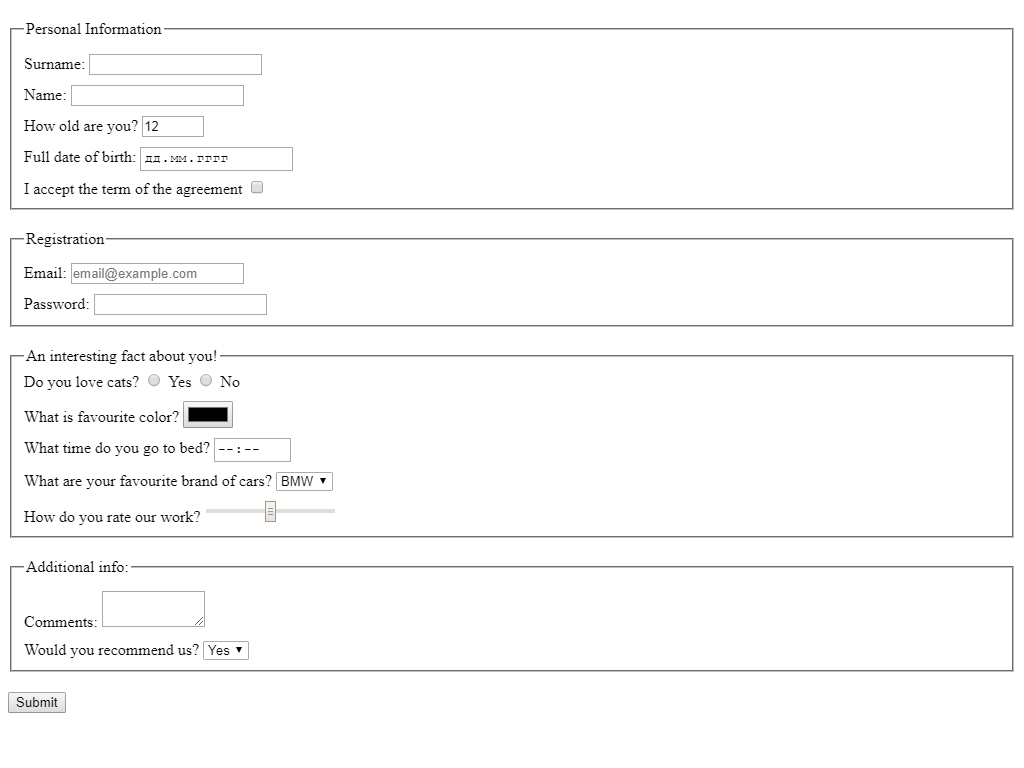 Personal Information
Surname:
Name:
How old are you? 12
Full date of birth: дд.мм.гггг
I accept the term of the agreement
Registration
Email: email@example.com
Password:
An interesting fact about you!
Do you love cats? Yes No
What is favourite color?
What time do you go to bed? --:--
What are your favourite brand of cars? BMW
How do you rate our work?
Additional info:
Comments:
Would you recommend us? Yes
Submit